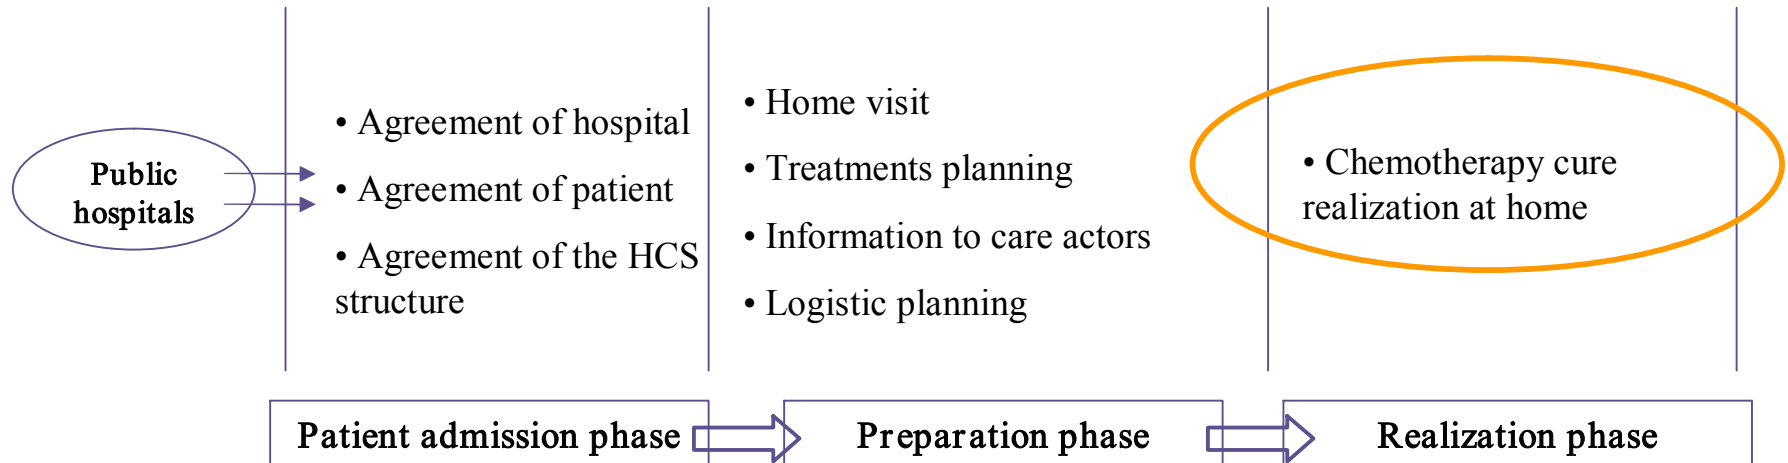 Public
hospitals
• Agreement of hospital
• Agreement of patient
• Agreement of the HCS
structure
• Home visit
• Treatments planning
• Information to care actors
• Logistic planning
• Chemotherapy cure
realization at home
Patient admission phase
Preparation phase
Realization phase